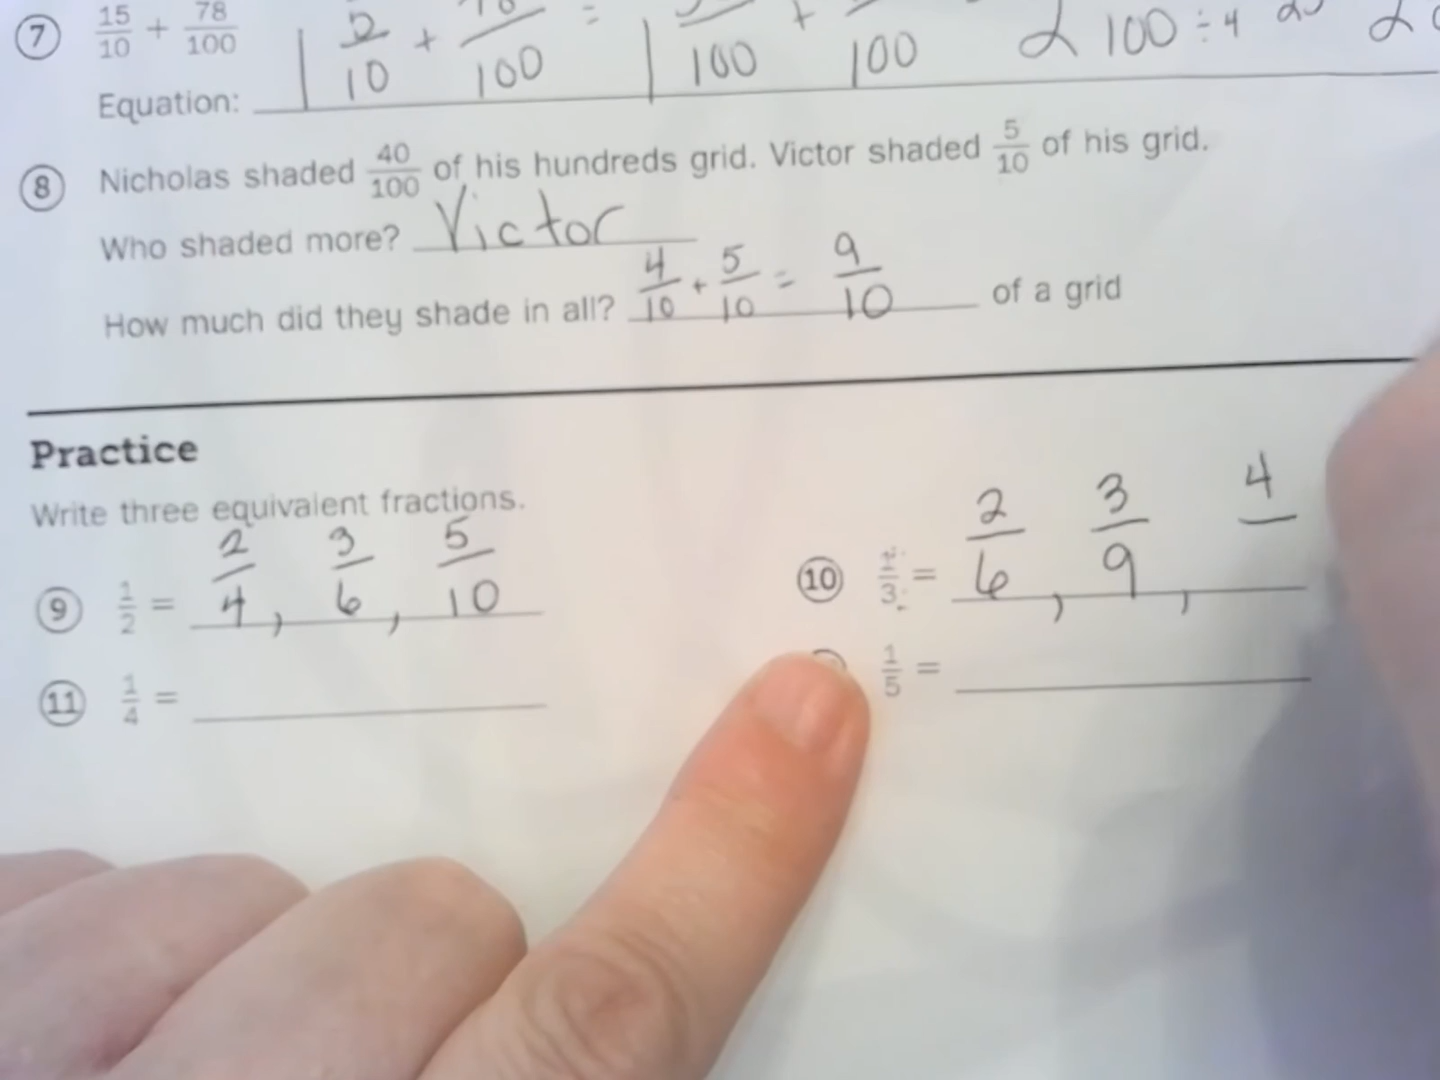 7 15/10 + 78/100
Equation: 10 + 100 = 100 + 100 100 ÷ 4
8 Nicholas shaded 40/100 of his hundreds grid. Victor shaded 5/10 of his grid.
Who shaded more? Victor
How much did they shade in all? 4/10 + 5/10 = 9/10 of a grid
Practice
Write three equivalent fractions.
9 1/2 = 2/4, 3/6, 5/10
10 1/3 = 2/6, 3/9, 4/
11 1/4 =
1/5 =